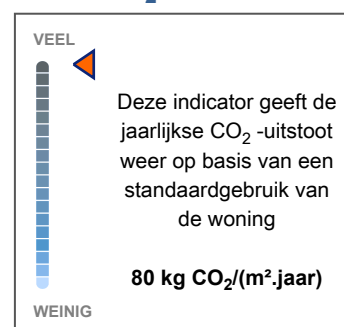 VEEL
Deze indicator geeft de
jaarlijkse CO₂ -uitstoot
weer op basis van een
standaardgebruik van
de woning
80 kg CO₂/(m².jaar)
WEINIG